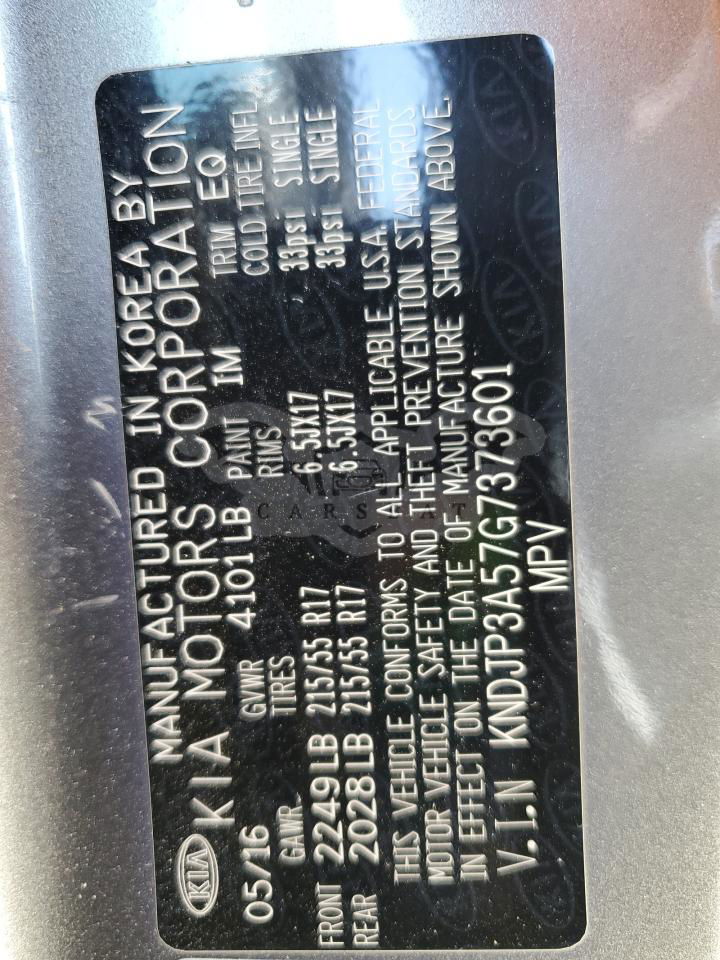 KIA MANUFACTURED IN KOREA BY
KIA MOTORS CORPORATION
05/16 GVWR 4101LB PAINT IM TRIM EQ
GAWR TIRES RIMS COLD TIRE INFL
FRONT 2249LB 215/55 R17 6.5JX17 , 33psi SINGLE
REAR 2028LB 215/55 R17 6.5JX17 33psi SINGLE
THIS VEHICLE CONFORMS TO ALL APPLICABLE U.S.A. FEDERAL
MOTOR VEHICLE SAFETY AND THEFT PREVENTION STANDARDS
IN EFFECT ON THE DATE OF MANUFACTURE SHOWN ABOVE.
V.I.N KNDJP3A57G7373601
MPV